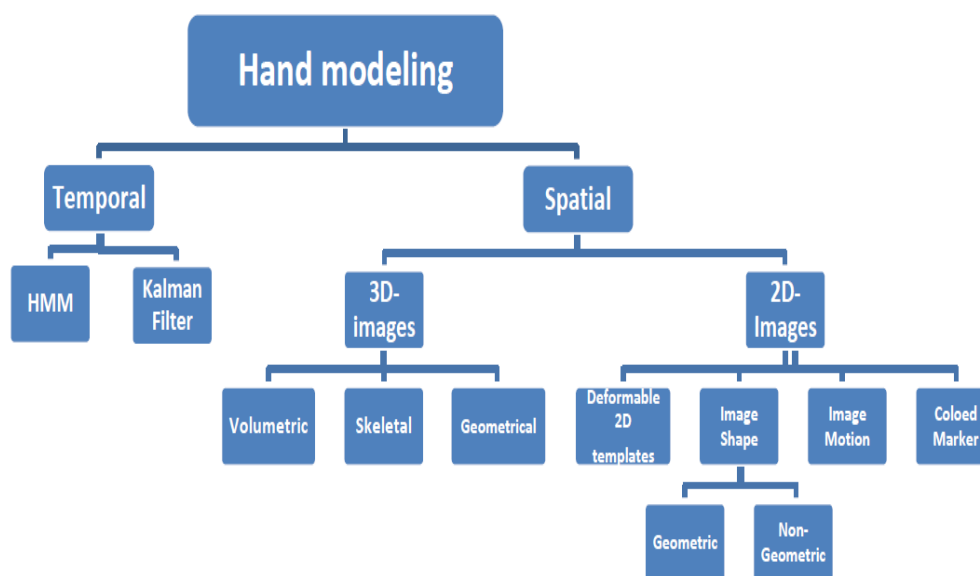 Hand modeling
Temporal
Spatial
HMM
Kalman
Filter
3D-
images
2D-
Images
Volumetric
Skeletal
Geometrical
Deformable
2D
templates
Image
Shape
Image
Motion
Coloed
Marker
Geometric
Non-
Geometric